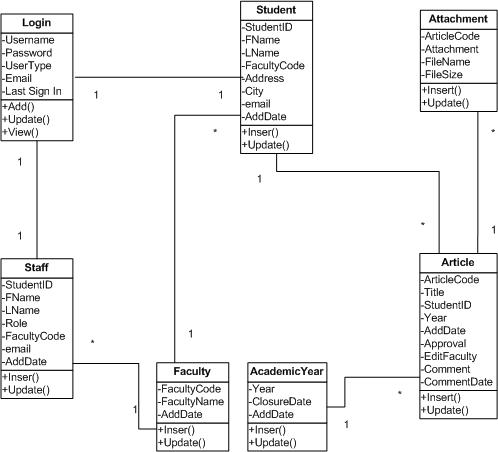 Login
-Username
-Password
-UserType
-Email
-Last Sign In
+Add()
+Update()
+View()
Student
-StudentID
-FName
-LName
-FacultyCode
-Address
-City
-email
-AddDate
+Inser()
+Update()
Attachment
-ArticleCode
-Attachment
-FileName
-FileSize
+Insert()
+Update()
1
1
1
*
*
1
1
*
1
1
Staff
-StudentID
-FName
-LName
-Role
-FacultyCode
-email
-AddDate
+Inser()
+Update()
Article
-ArticleCode
-Title
-StudentID
-Year
-AddDate
-Approval
-EditFaculty
-Comment
-CommentDate
+Insert()
+Update()
1
*
1
Faculty
-FacultyCode
-FacultyName
-AddDate
+Inser()
+Update()
AcademicYear
-Year
-ClosureDate
-AddDate
+Inser()
+Update()
*
1